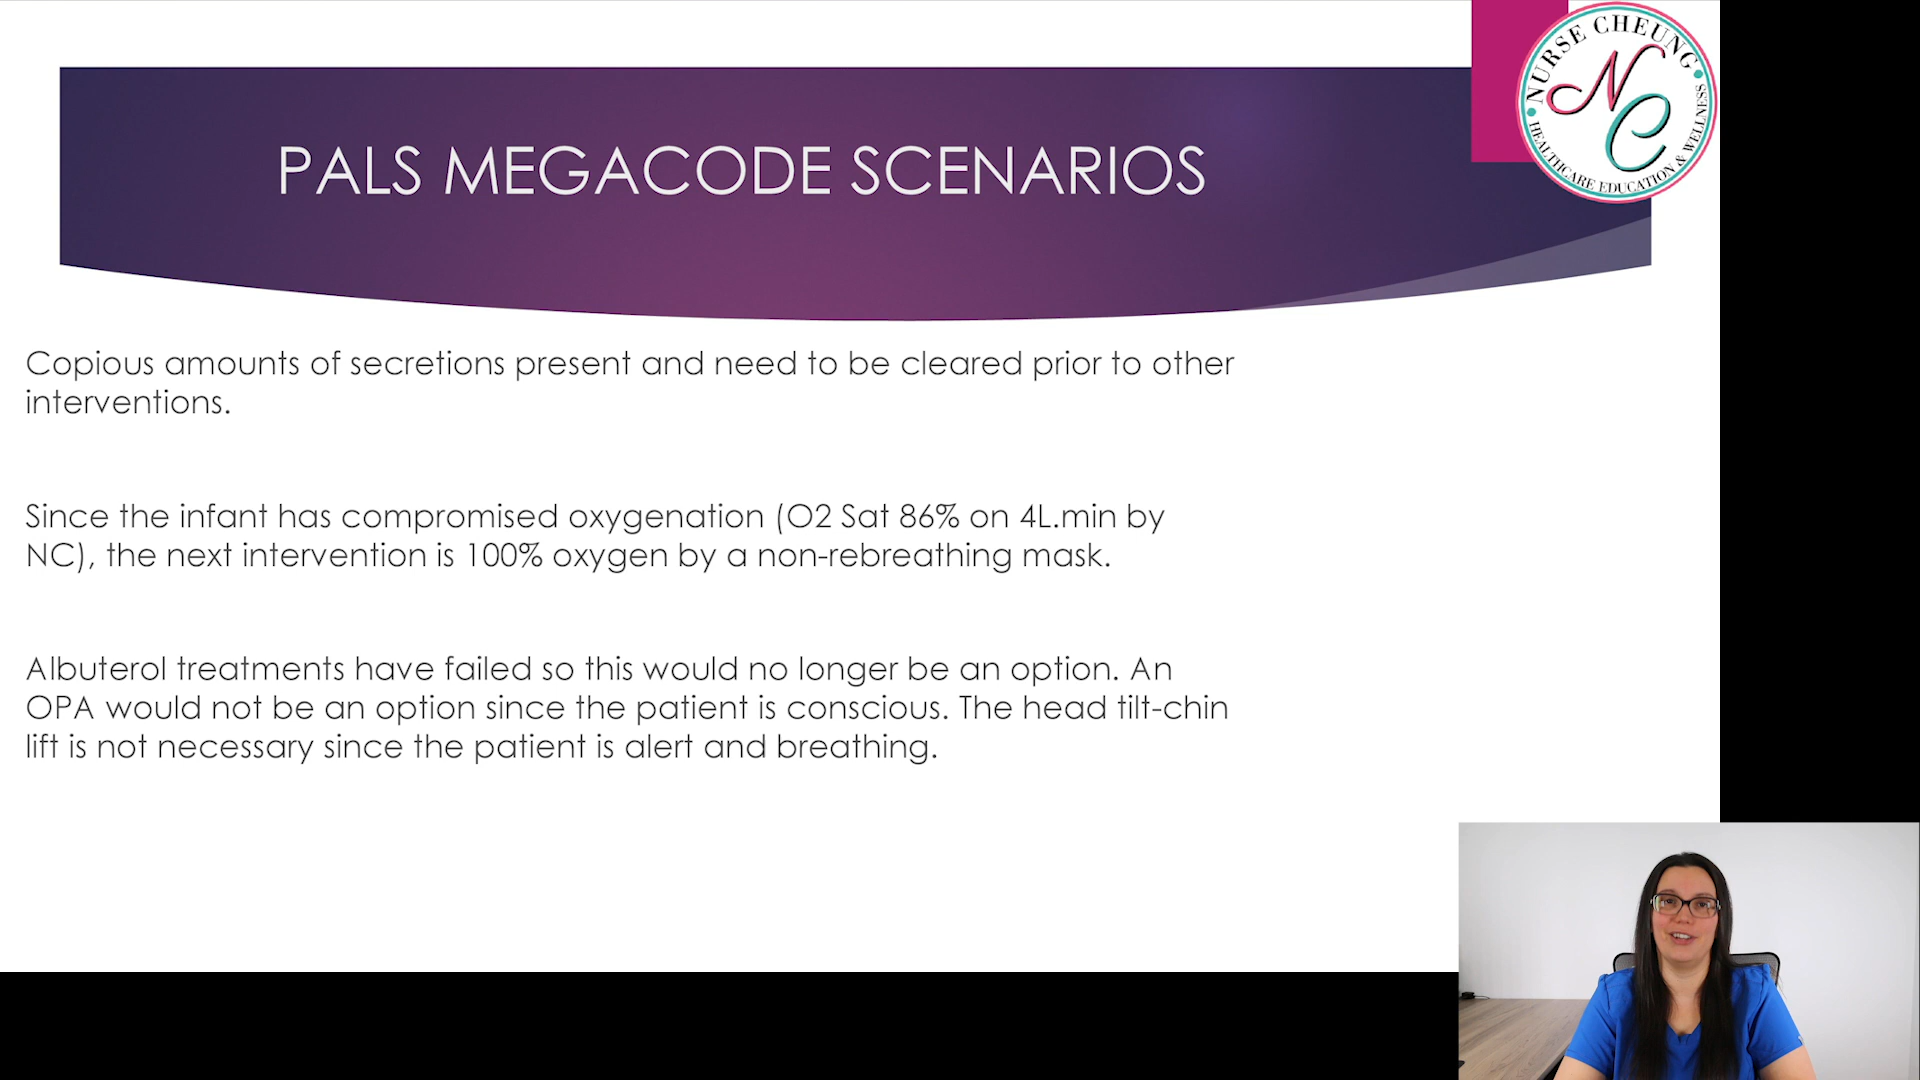 NURSE CHEUNG
NC
HEALTHCARE EDUCATION & WELLNESS
PALS MEGACODE SCENARIOS
Copious amounts of secretions present and need to be cleared prior to other
interventions.
Since the infant has compromised oxygenation (O2 Sat 86% on 4L.min by
NC), the next intervention is 100% oxygen by a non-rebreathing mask.
Albuterol treatments have failed so this would no longer be an option. An
OPA would not be an option since the patient is conscious. The head tilt-chin
lift is not necessary since the patient is alert and breathing.